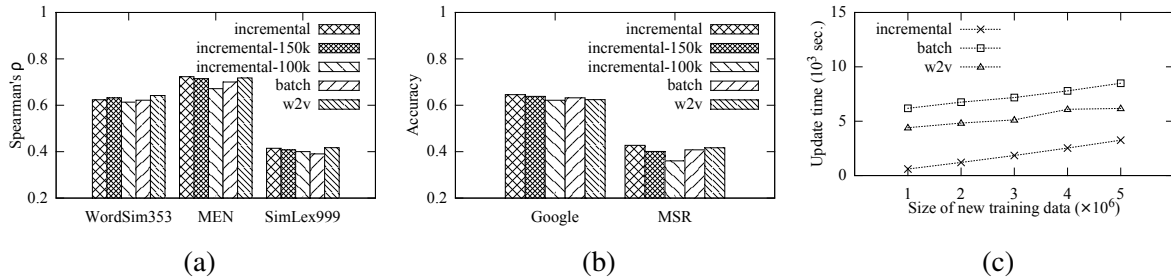 1
0.8
0.6
0.4
0.2
Spearman's ρ
incremental
incremental-150k
incremental-100k
batch
w2v
WordSim353 MEN SimLex999
(a)
1
0.8
0.6
0.4
0.2
Accuracy
incremental
incremental-150k
incremental-100k
batch
w2v
Google MSR
(b)
15
10
5
0
Update time (10³ sec.)
incremental
batch
w2v
1 2 3 4 5
Size of new training data (×10⁶)
(c)